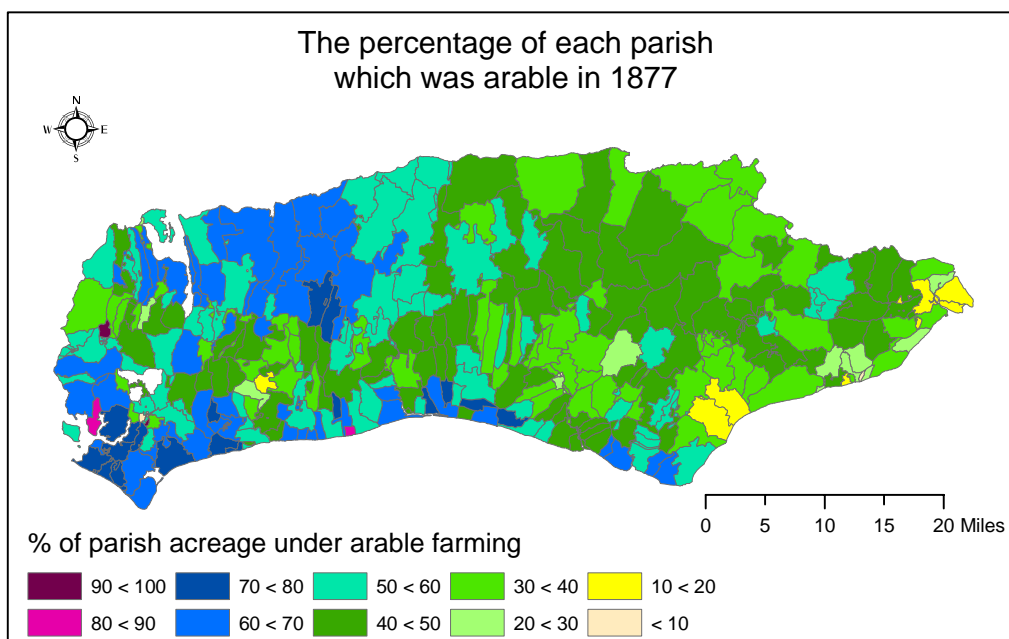 The percentage of each parish
which was arable in 1877
N
W E
S
0 5 10 15 20 Miles
% of parish acreage under arable farming
90 < 100 70 < 80 50 < 60 30 < 40 10 < 20
80 < 90 60 < 70 40 < 50 20 < 30 < 10